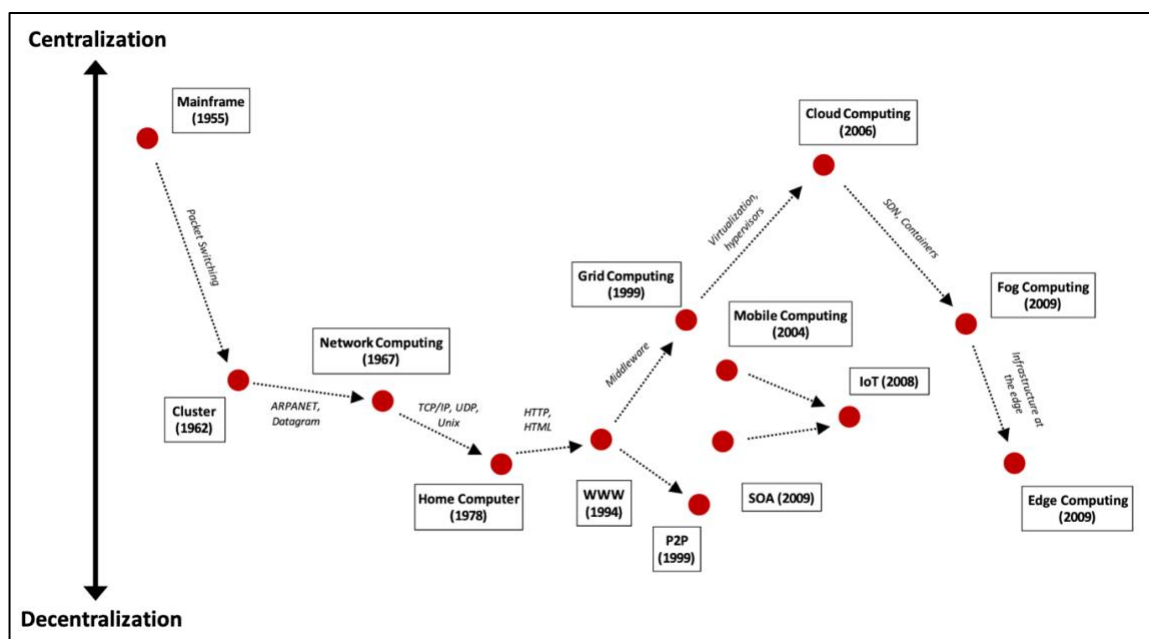 Centralization
Mainframe
(1955)
Packet Switching
Cluster
(1962)
ARPANET,
Datagram
Network Computing
(1967)
TCP/IP, UDP,
Unix
Home Computer
(1978)
HTTP,
HTML
WWW
(1994)
Middleware
Grid Computing
(1999)
P2P
(1999)
Virtualization,
hypervisors
Cloud Computing
(2006)
Mobile Computing
(2004)
SOA (2009)
IoT (2008)
SDN, Containers
Fog Computing
(2009)
Infrastructure at
the edge
Edge Computing
(2009)
Decentralization